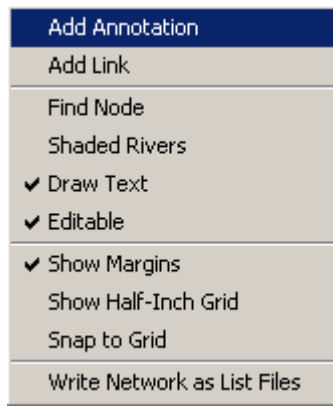 Add Annotation
Add Link
Find Node
Shaded Rivers
Draw Text
Editable
Show Margins
Show Half-Inch Grid
Snap to Grid
Write Network as List Files